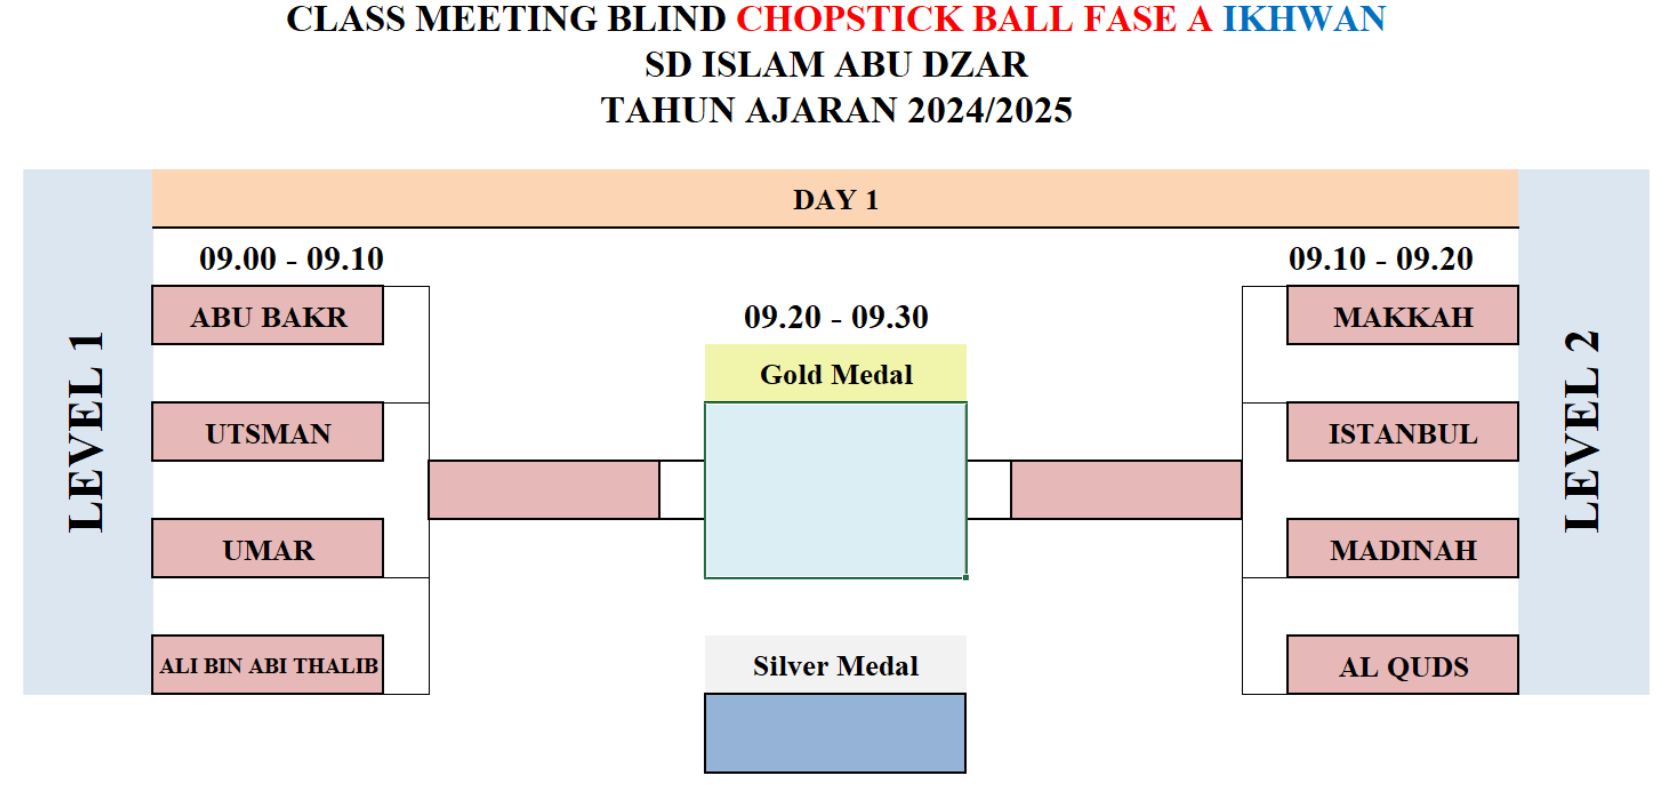 CLASS MEETING BLIND CHOPSTICK BALL FASE A IKHWAN
SD ISLAM ABU DZAR
TAHUN AJARAN 2024/2025
DAY 1
LEVEL 1
09.00 - 09.10
ABU BAKR
UTSMAN
UMAR
ALI BIN ABI THALIB
09.20 - 09.30
Gold Medal
Silver Medal
09.10 - 09.20
MAKKAH
ISTANBUL
MADINAH
AL QUDS
LEVEL 2